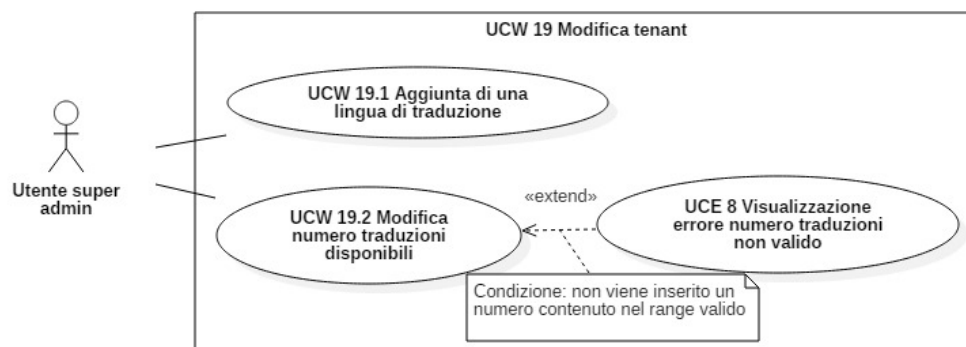 UCW 19 Modifica tenant
UCW 19.1 Aggiunta di una
lingua di traduzione
Utente super
admin
UCW 19.2 Modifica
numero traduzioni
disponibili
«extend»
UCE 8 Visualizzazione
errore numero traduzioni
non valido
Condizione: non viene inserito un
numero contenuto nel range valido